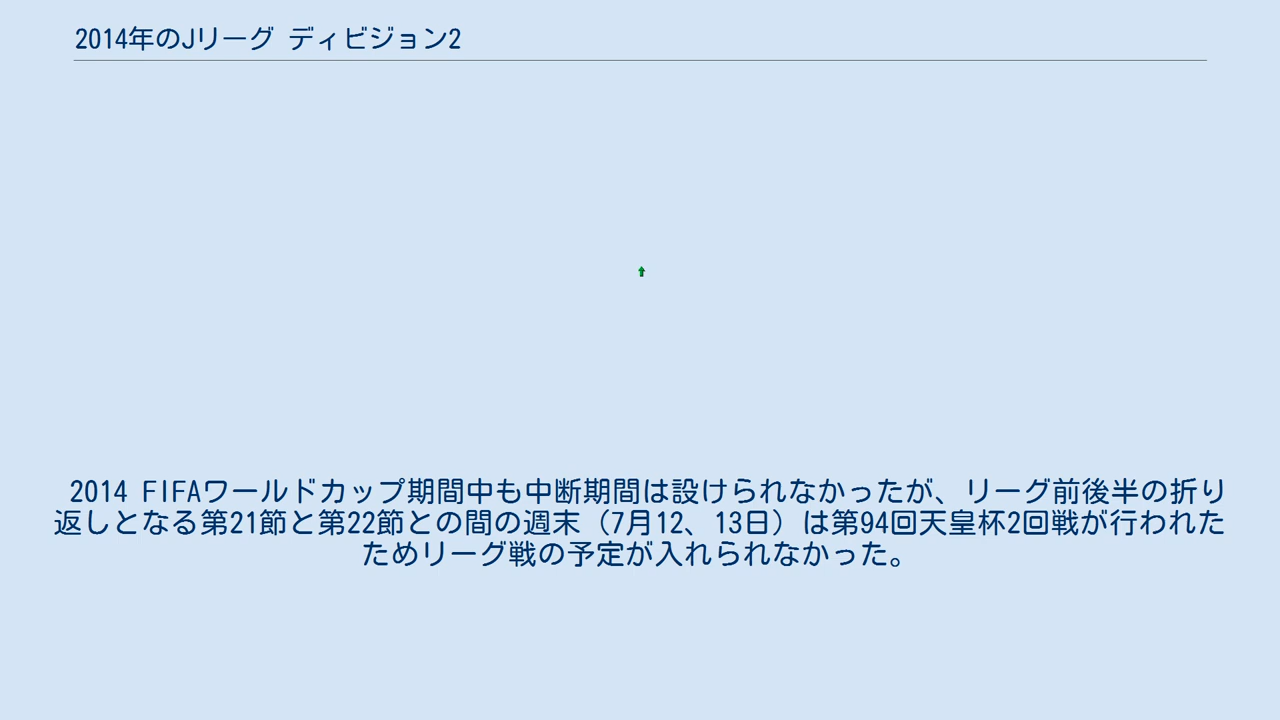 2014年のJリーグ ディビジョン2
2014 FIFAワールドカップ期間中も中断期間は設けられなかったが、リーグ前後半の折り
返しとなる第21節と第22節との間の週末（7月12、13日）は第94回天皇杯2回戦が行われた
ためリーグ戦の予定が入れられなかった。